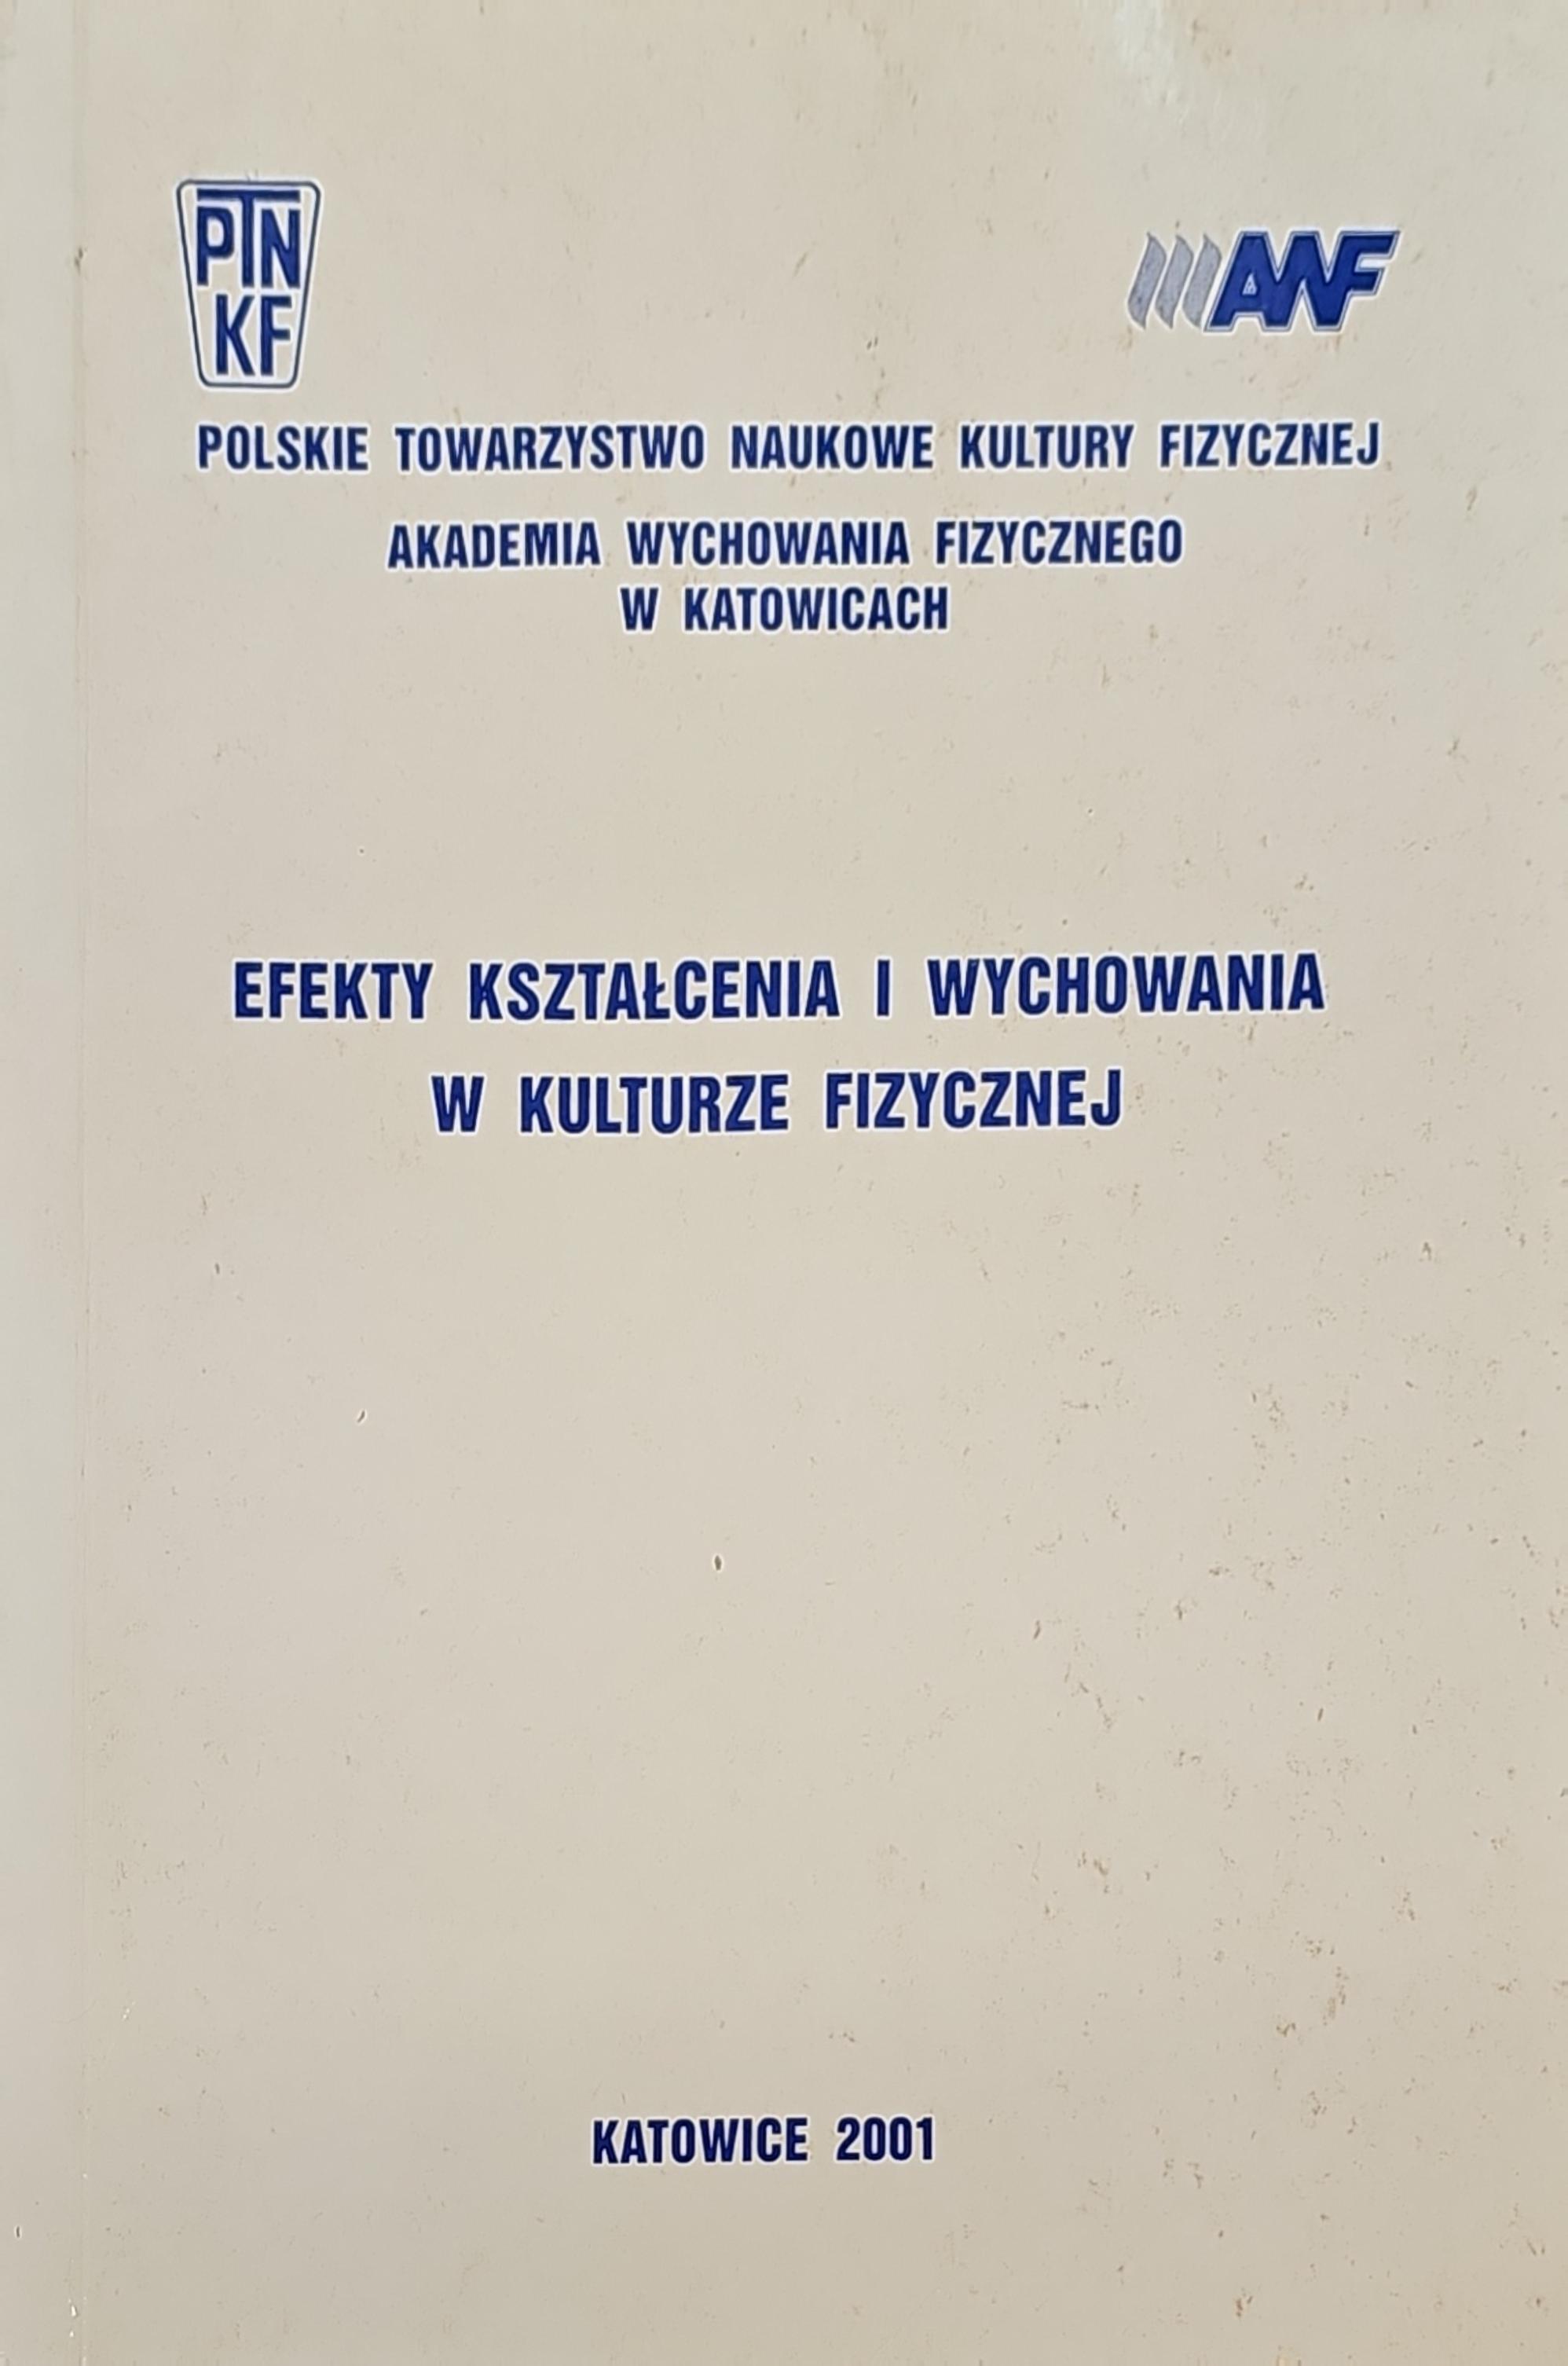 PTN
KF
AWF
POLSKIE TOWARZYSTWO NAUKOWE KULTURY FIZYCZNEJ
AKADEMIA WYCHOWANIA FIZYCZNEGO
W KATOWICACH
EFEKTY KSZTAŁCENIA I WYCHOWANIA
W KULTURZE FIZYCZNEJ
KATOWICE 2001